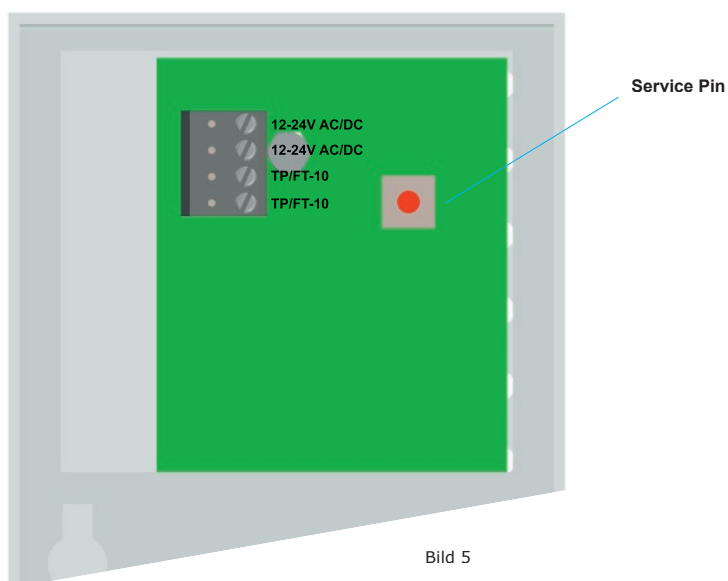 Service Pin
12-24V AC/DC
12-24V AC/DC
TP/FT-10
TP/FT-10
Bild 5